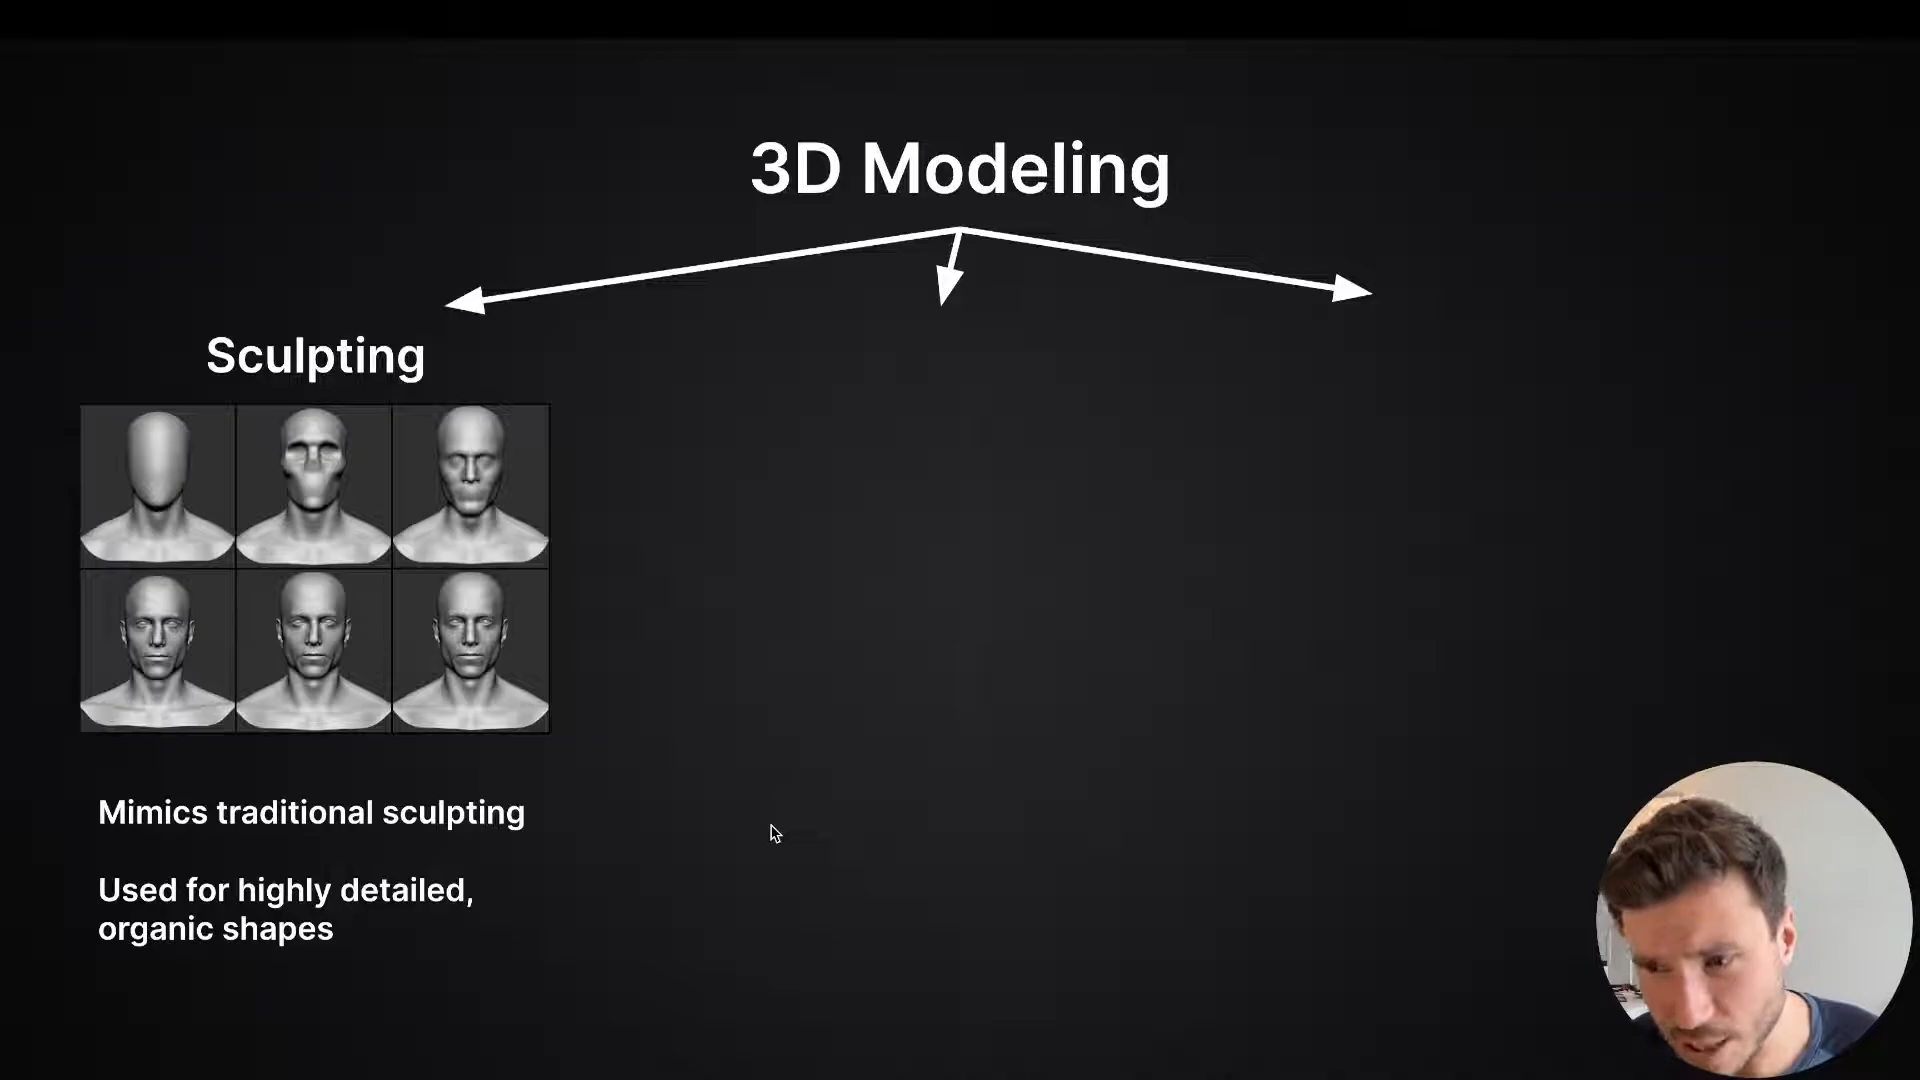 3D Modeling
Sculpting
Mimics traditional sculpting
Used for highly detailed,
organic shapes